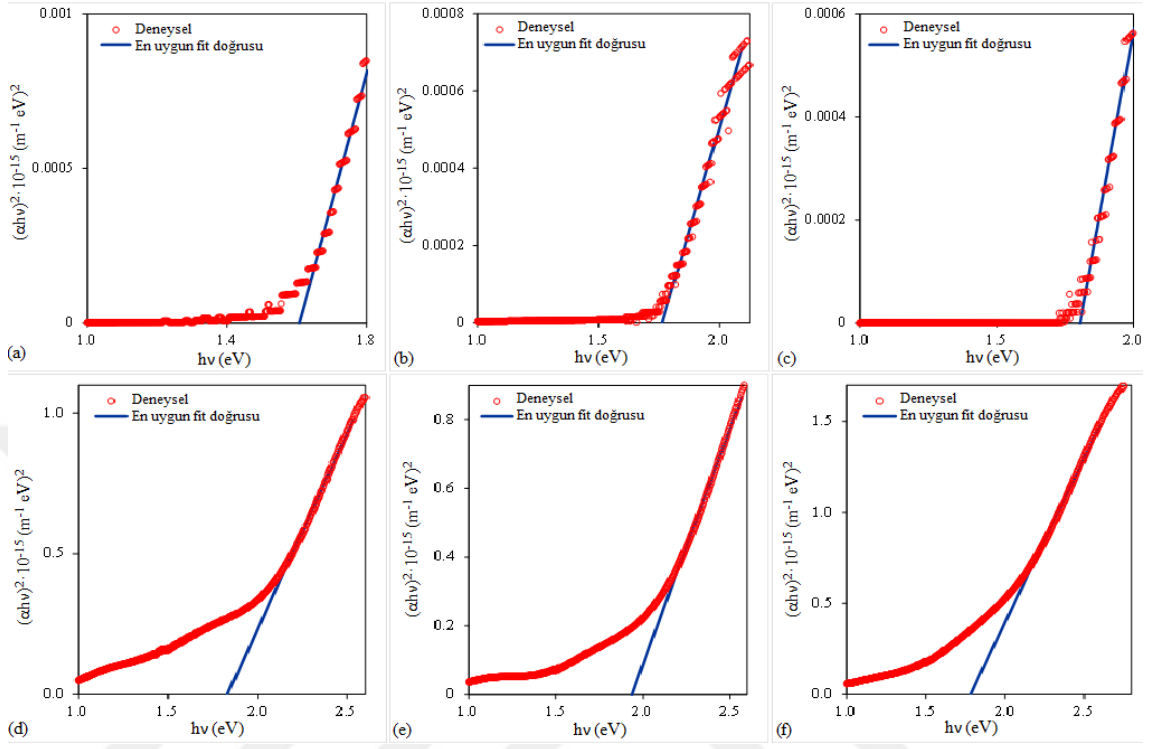 0.001
Deneysel
En uygun fit doğrusu
0.0005
0
(αhν)²·10⁻¹⁵ (m⁻¹ eV)²
1.0 1.4 1.8
hν (eV)
(a)
0.0008
Deneysel
En uygun fit doğrusu
0.0006
0.0004
0.0002
0
(αhν)²·10⁻¹⁵ (m⁻¹ eV)²
1.0 1.5 2.0
hν (eV)
(b)
0.0006
Deneysel
En uygun fit doğrusu
0.0004
0.0002
0
(αhν)²·10⁻¹⁵ (m⁻¹ eV)²
1.0 1.5 2.0
hν (eV)
(c)
Deneysel
En uygun fit doğrusu
1.0
0.5
0.0
(αhν)²·10⁻¹⁵ (m⁻¹ eV)²
1.0 1.5 2.0 2.5
hν (eV)
(d)
Deneysel
En uygun fit doğrusu
0.8
0.6
0.4
0.2
0
(αhν)²·10⁻¹⁵ (m⁻¹ eV)²
1.0 1.5 2.0 2.5
hν (eV)
(e)
Deneysel
En uygun fit doğrusu
1.5
1.0
0.5
0.0
(αhν)²·10⁻¹⁵ (m⁻¹ eV)²
1.0 1.5 2.0 2.5
hν (eV)
(f)